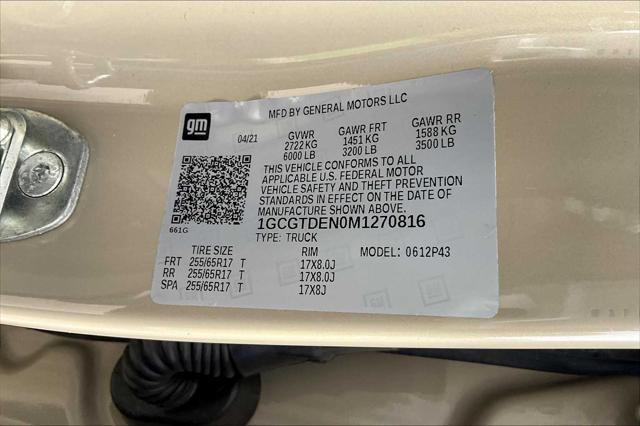 MFD BY GENERAL MOTORS LLC
gm
04/21 GVWR GAWR FRT GAWR RR
2722 KG 1451 KG 1588 KG
6000 LB 3200 LB 3500 LB
THIS VEHICLE CONFORMS TO ALL
APPLICABLE U.S. FEDERAL MOTOR
VEHICLE SAFETY AND THEFT PREVENTION
STANDARDS IN EFFECT ON THE DATE OF
MANUFACTURE SHOWN ABOVE.
661G
1GCGTDEN0M1270816
TYPE: TRUCK MODEL: 0612P43
TIRE SIZE RIM
FRT 255/65R17 T 17X8.0J
RR 255/65R17 T 17X8.0J
SPA 255/65R17 T 17X8J